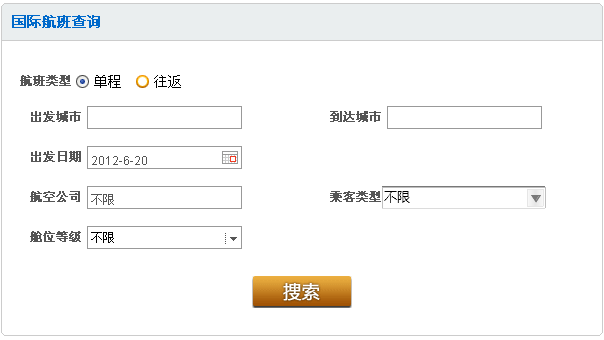 国际航班查询
航班类型 单程 往返
出发城市 到达城市
出发日期 2012-6-20
航空公司 不限 乘客类型 不限
舱位等级 不限
搜索